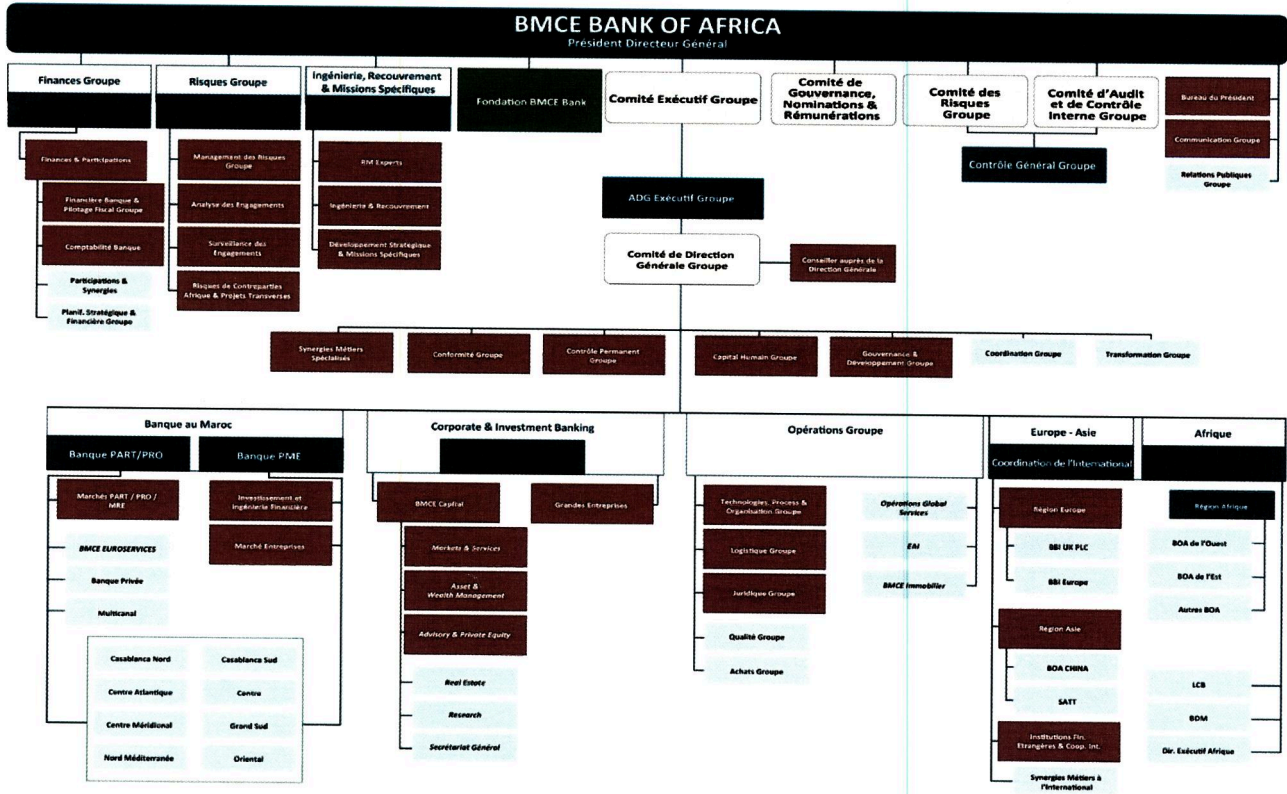 BMCE BANK OF AFRICA
Président Directeur Général
Finances Groupe
Risques Groupe
Ingénierie, Recouvrement
& Missions Spécifiques
Fondation BMCE Bank
Comité Exécutif Groupe
Comité de
Gouvernance,
Nominations &
Rémunérations
Comité des
Risques
Groupe
Comité d'Audit
et de Contrôle
Interne Groupe
Bureau du Président
Communication Groupe
Relations Publiques
Groupe
Contrôle Général Groupe
Finances & Participations
Financière Banque &
Pilotage Fiscal Groupe
Comptabilité Banque
Participations &
Synergies
Planif. Stratégique &
Financière Groupe
Management des Risques
Groupe
Analyse des Engagements
Surveillance des
Engagements
Risques de Contreparties
Afrique & Projets Transverses
RM Experts
Ingénierie & Recouvrement
Développement Stratégique
& Missions Spécifiques
ADG Exécutif Groupe
Comité de Direction
Générale Groupe
Conseiller auprès de la
Direction Générale
Synergies Métiers
Spécialisés
Conformité Groupe
Contrôle Permanent
Groupe
Capital Humain Groupe
Gouvernance &
Développement Groupe
Coordination Groupe
Transformation Groupe
Banque au Maroc
Banque PART/PRO
Banque PME
Marchés PART / PRO /
MRE
BMCE EUROSERVICES
Banque Privée
Multicanal
Investissement et
Ingénierie Financière
Marché Entreprises
Casablanca Nord
Casablanca Sud
Centre Atlantique
Centre
Centre Méridional
Grand Sud
Nord Méditerranée
Oriental
Corporate & Investment Banking
BMCE Capital
Grandes Entreprises
Markets & Services
Asset &
Wealth Management
Advisory & Private Equity
Real Estate
Research
Secrétariat Général
Opérations Groupe
Technologies, Process &
Organisation Groupe
Logistique Groupe
Juridique Groupe
Qualité Groupe
Achats Groupe
Opérations Global
Services
EAI
BMCE Immobilier
Europe - Asie
Coordination de l'International
Région Europe
BBI UK PLC
BBI Europe
Région Asie
BOA CHINA
SATT
Institutions Fin.
Etrangères & Coop. Int.
Synergies Métiers à
l'International
Afrique
Région Afrique
BOA de l'Ouest
BOA de l'Est
Autres BOA
LCB
BDM
Dir. Exécutif Afrique